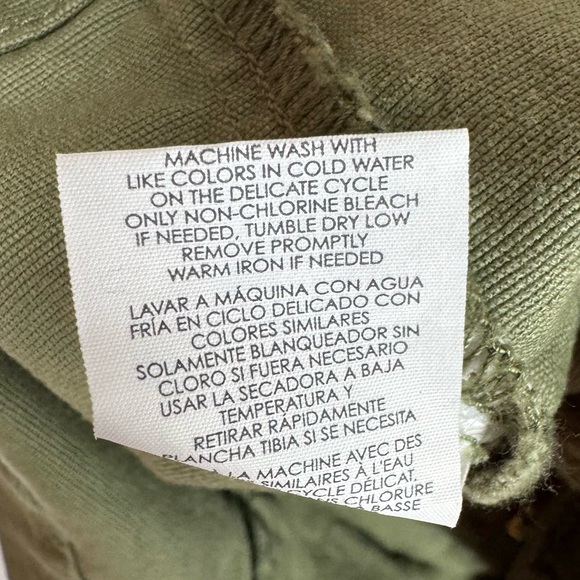 MACHINE WASH WITH
LIKE COLORS IN COLD WATER
ON THE DELICATE CYCLE
ONLY NON-CHLORINE BLEACH
IF NEEDED, TUMBLE DRY LOW
REMOVE PROMPTLY
WARM IRON IF NEEDED
LAVAR A MÁQUINA CON AGUA
FRÍA EN CICLO DELICADO CON
COLORES SIMILARES
SOLAMENTE BLANQUEADOR SIN
CLORO SI FUERA NECESARIO
USAR LA SECADORA A BAJA
TEMPERATURA Y
RETIRAR RÁPIDAMENTE
PLANCHA TIBIA SI SE NECESITA
LA MACHINE AVEC DES
SIMILAIRES À L'EAU
CYCLE DÉLICAT,
CHLORURE
BASSE